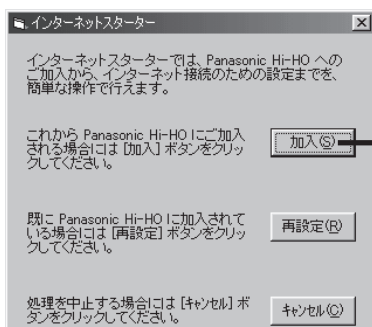 インターネットスターター
インターネットスターターでは、Panasonic Hi-HO への
ご加入から、インターネット接続のための設定までを、
簡単な操作で行えます。
これから Panasonic Hi-HO にご加入
される場合には [加入] ボタンをクリッ
クしてください。
加入(S)
既に Panasonic Hi-HO に加入されて
いる場合には [再設定] ボタンをクリッ
クしてください。
再設定(R)
処理を中止する場合には [キャンセル] ボ
タンをクリックしてください。
キャンセル(C)